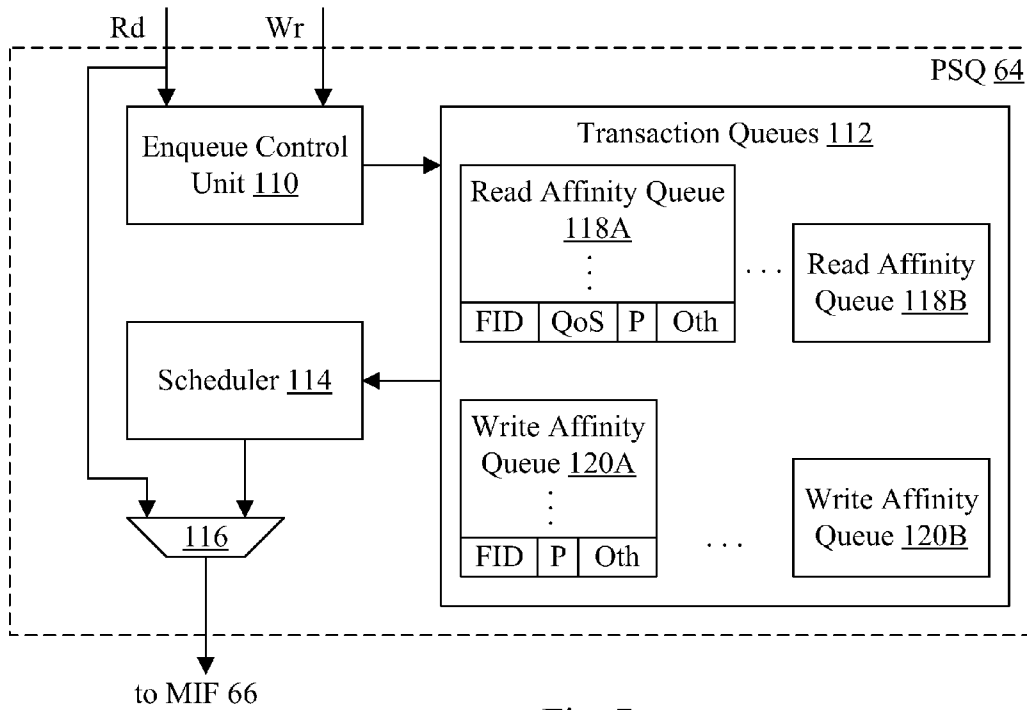 Rd
Wr
PSQ 64
Enqueue Control
Unit 110
Transaction Queues 112
Read Affinity Queue
118A
FID QoS P Oth
. . .
Read Affinity
Queue 118B
Scheduler 114
Write Affinity
Queue 120A
FID P Oth
. . .
Write Affinity
Queue 120B
116
to MIF 66